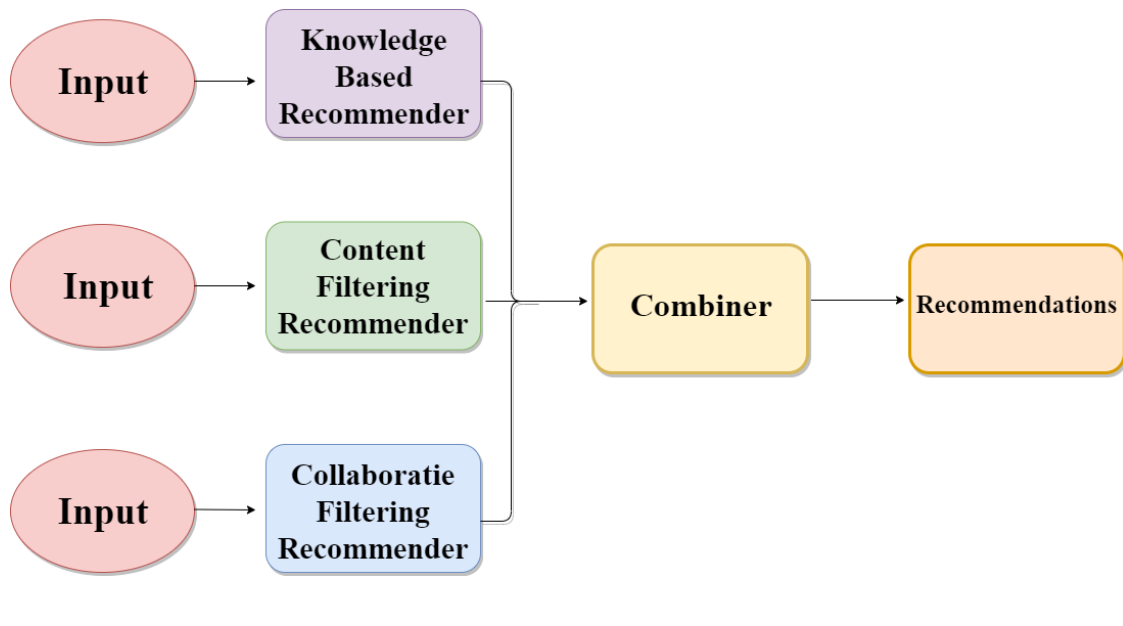 Input
Knowledge
Based
Recommender
Input
Content
Filtering
Recommender
Combiner
Recommendations
Input
Collaboratie
Filtering
Recommender